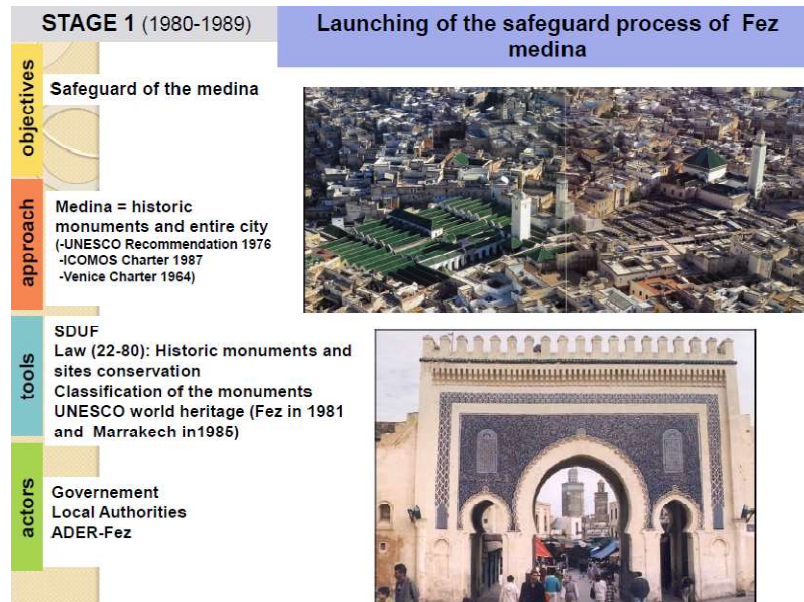 STAGE 1 (1980-1989)
Launching of the safeguard process of Fez
medina
objectives
Safeguard of the medina
approach
Medina = historic
monuments and entire city
(-UNESCO Recommendation 1976
-ICOMOS Charter 1987
-Venice Charter 1964)
tools
SDUF
Law (22-80): Historic monuments and
sites conservation
Classification of the monuments
UNESCO world heritage (Fez in 1981
and Marrakech in1985)
actors
Governement
Local Authorities
ADER-Fez